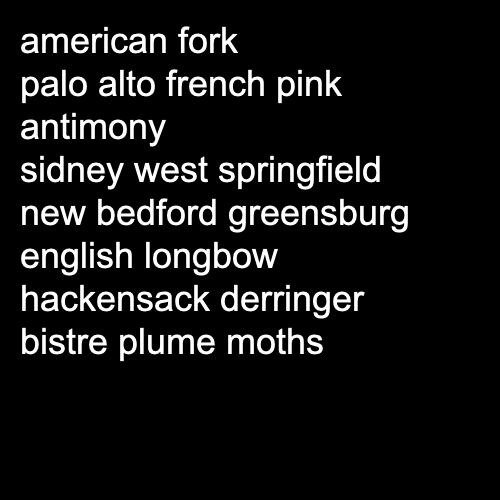 american fork
palo alto french pink
antimony
sidney west springfield
new bedford greensburg
english longbow
hackensack derringer
bistre plume moths